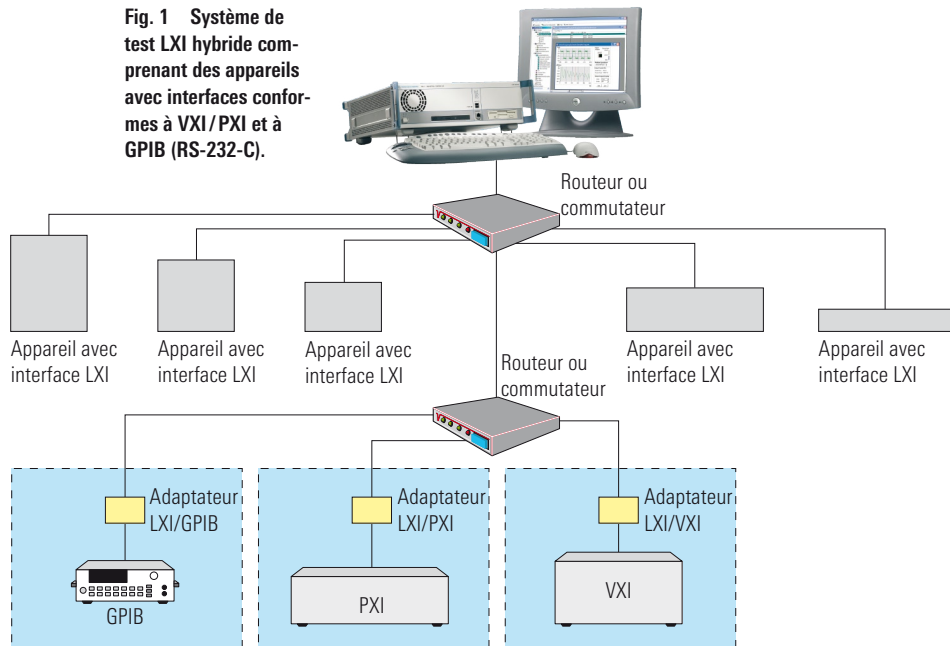 Fig. 1 Système de
test LXI hybride com-
prenant des appareils
avec interfaces confor-
mes à VXI/PXI et à
GPIB (RS-232-C).
Routeur ou
commutateur
Appareil avec
interface LXI
Appareil avec
interface LXI
Appareil avec
interface LXI
Appareil avec
interface LXI
Appareil avec
interface LXI
Routeur ou
commutateur
Adaptateur
LXI/GPIB
GPIB
Adaptateur
LXI/PXI
PXI
Adaptateur
LXI/VXI
VXI